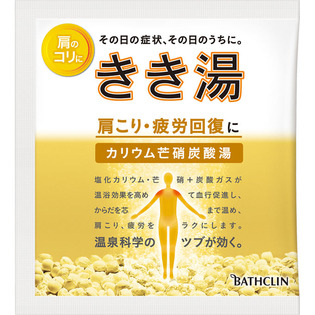 肩の
コリに
その日の症状、その日のうちに。
きき湯
肩こり・疲労回復に
カリウム芒硝炭酸湯
塩化カリウム・芒硝＋炭酸ガスが
温浴効果を高めて血行促進し、
からだを芯まで温め、
肩こり、疲労をラクにします。
温泉科学のツブが効く。
BATHCLIN